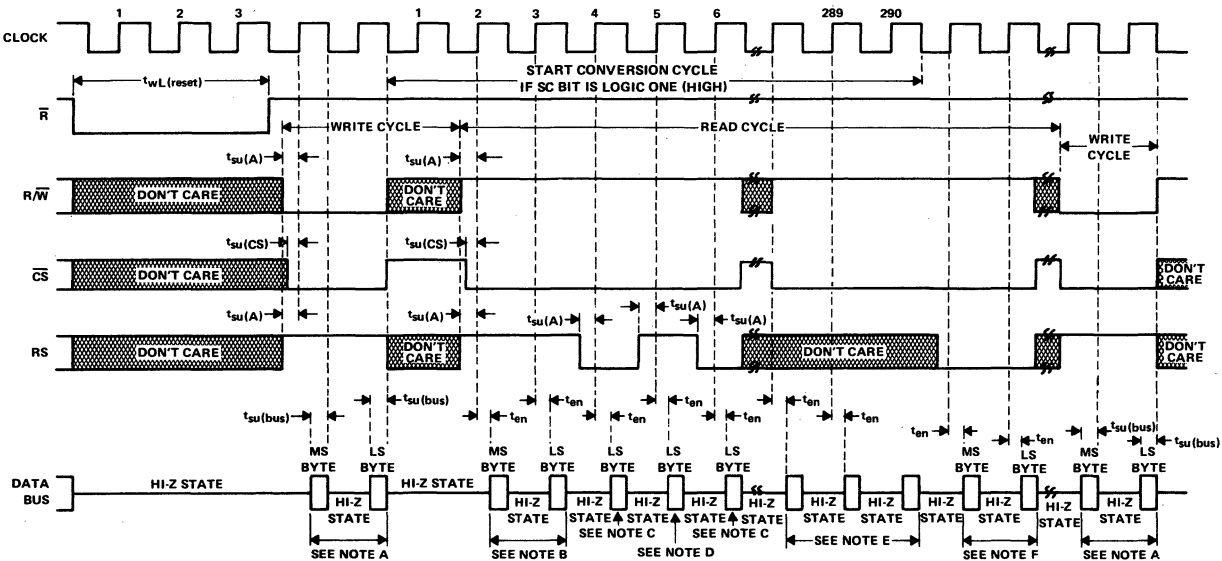 1 2 3 1 2 3 4 5 6 289 290
CLOCK
twL(reset)
START CONVERSION CYCLE
IF SC BIT IS LOGIC ONE (HIGH)
R
WRITE CYCLE
READ CYCLE
WRITE
CYCLE
tsu(A) tsu(A)
R/W
DON'T CARE
DON'T
CARE
tsu(CS) tsu(CS)
CS
DON'T CARE
DON'T
CARE
tsu(A) tsu(A) tsu(A) tsu(A) tsu(A)
RS
DON'T CARE
DON'T
CARE
DON'T CARE
DON'T
CARE
tsu(bus) tsu(bus) ten ten ten ten ten ten ten ten ten tsu(bus) tsu(bus)
MS
BYTE
LS
BYTE
MS
BYTE
LS
BYTE
LS
BYTE
MS
BYTE
LS
BYTE
MS
BYTE
LS
BYTE
MS
BYTE
LS
BYTE
DATA
BUS
HI-Z STATE
HI-Z
STATE
HI-Z STATE
HI-Z
STATE
HI-Z
STATE
HI-Z
STATE
HI-Z
STATE
HI-Z
STATE
HI-Z
STATE
HI-Z
STATE
HI-Z
STATE
HI-Z
STATE
HI-Z
STATE
HI-Z
STATE
SEE NOTE A
SEE NOTE B
SEE NOTE C
SEE NOTE D
SEE NOTE C
SEE NOTE E
SEE NOTE F
SEE NOTE A